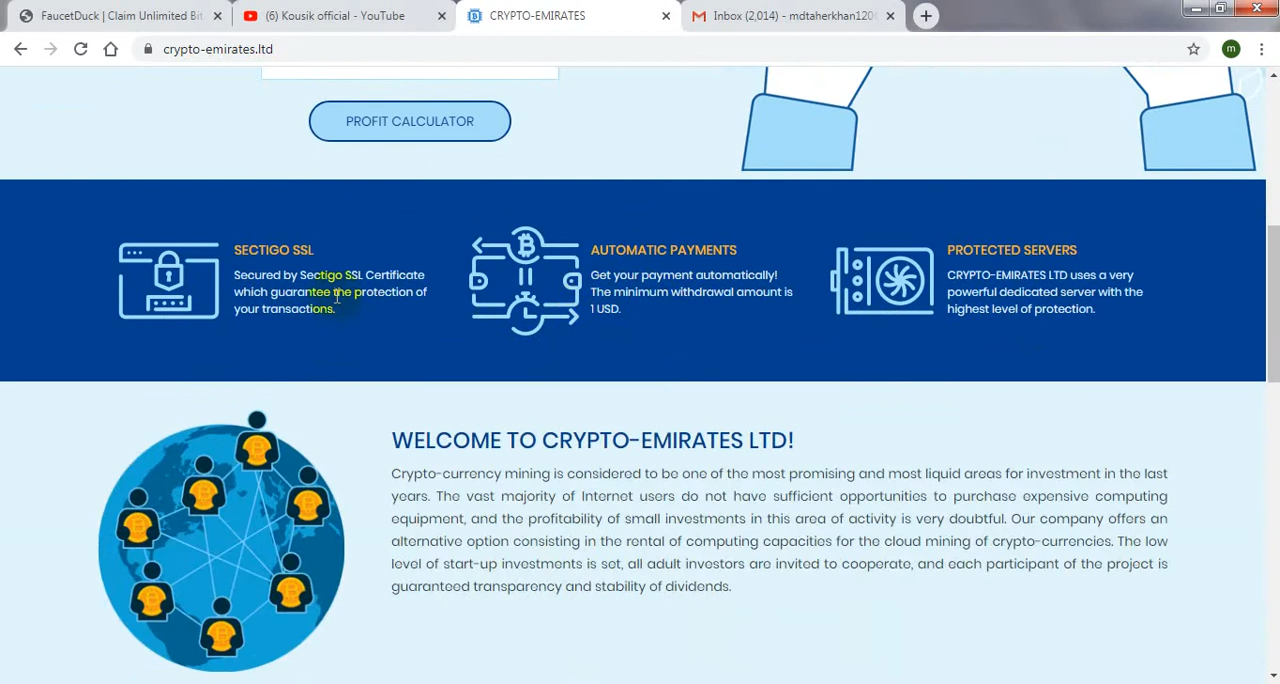 FaucetDuck | Claim Unlimited Bit
(6) Kousik official - YouTube
CRYPTO-EMIRATES
Inbox (2,014) - mdtaherkhan120
crypto-emirates.ltd
m
PROFIT CALCULATOR
SECTIGO SSL
Secured by Sectigo SSL Certificate
which guarantee the protection of
your transactions.
AUTOMATIC PAYMENTS
Get your payment automatically!
The minimum withdrawal amount is
1 USD.
PROTECTED SERVERS
CRYPTO-EMIRATES LTD uses a very
powerful dedicated server with the
highest level of protection.
WELCOME TO CRYPTO-EMIRATES LTD!
Crypto-currency mining is considered to be one of the most promising and most liquid areas for investment in the last
years. The vast majority of Internet users do not have sufficient opportunities to purchase expensive computing
equipment, and the profitability of small investments in this area of activity is very doubtful. Our company offers an
alternative option consisting in the rental of computing capacities for the cloud mining of crypto-currencies. The low
level of start-up investments is set, all adult investors are invited to cooperate, and each participant of the project is
guaranteed transparency and stability of dividends.